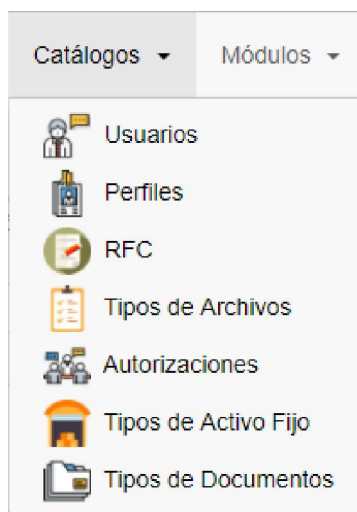 Catálogos Módulos
Usuarios
Perfiles
RFC
Tipos de Archivos
Autorizaciones
Tipos de Activo Fijo
Tipos de Documentos